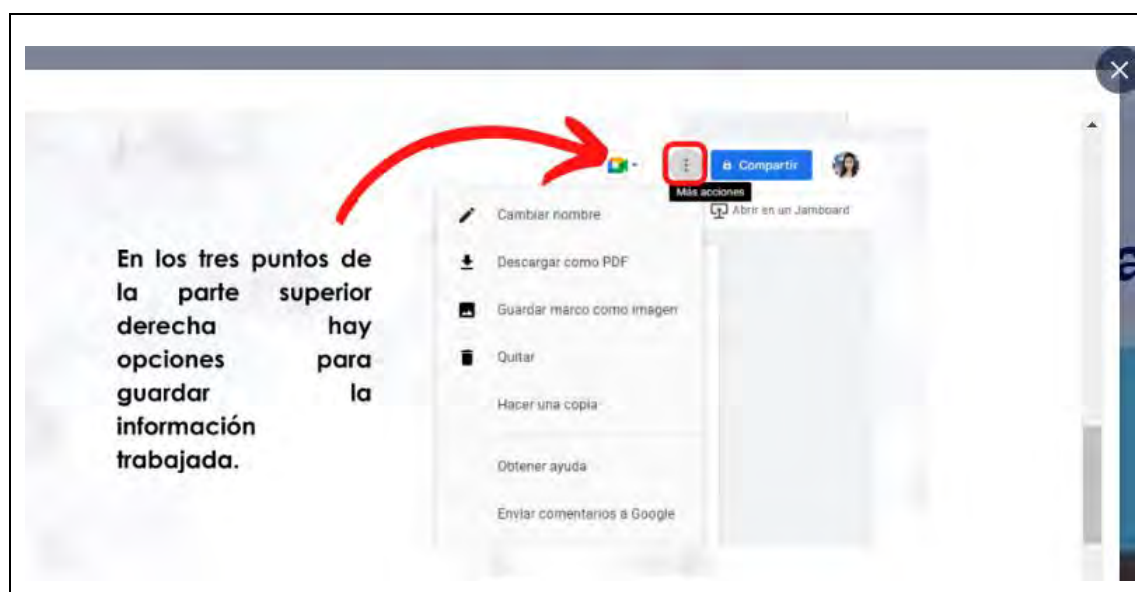 Compartir
Más acciones
Abrir en un Jamboard
Cambiar nombre
Descargar como PDF
Guardar marco como imagen
Quitar
Hacer una copia
Obtener ayuda
Enviar comentarios a Google
En los tres puntos de
la parte superior
derecha hay
opciones para
guardar la
información
trabajada.